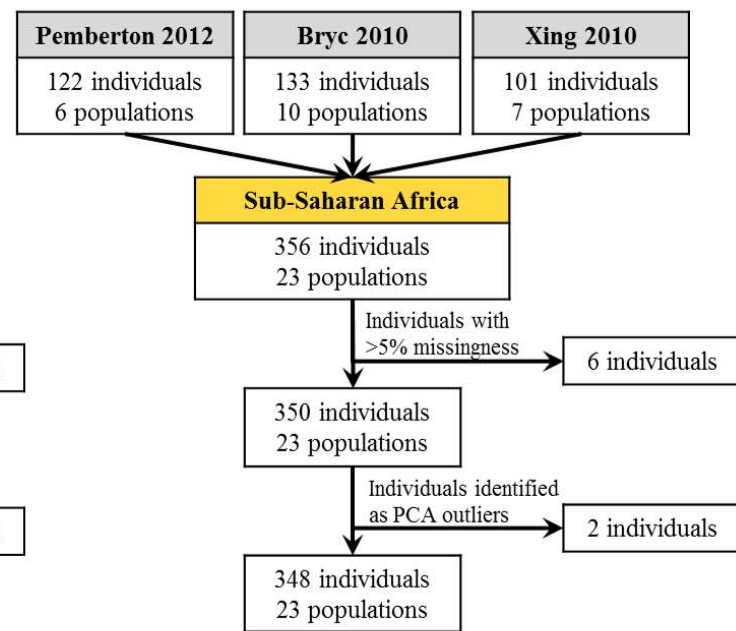 Pemberton 2012
122 individuals
6 populations
Bryc 2010
133 individuals
10 populations
Xing 2010
101 individuals
7 populations
Sub-Saharan Africa
356 individuals
23 populations
Individuals with
>5% missingness
6 individuals
350 individuals
23 populations
Individuals identified
as PCA outliers
2 individuals
348 individuals
23 populations